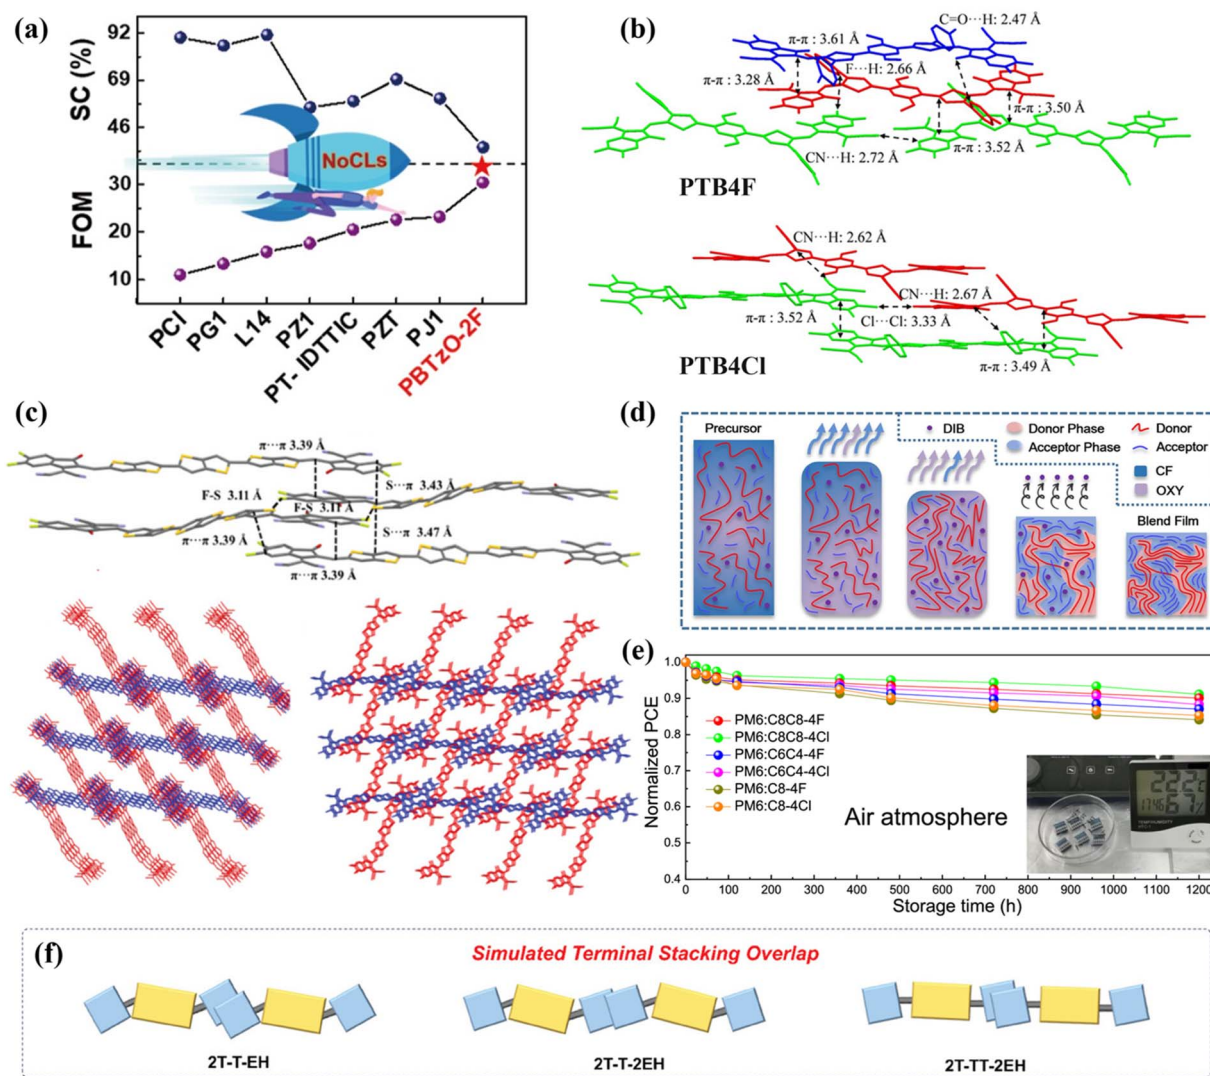 (a)
SC (%)
92
69
46
FOM
30
20
10
NoCLs
PCI
PG1
L14
PZ1
PT- IDTTIC
PZT
PJ1
PBTzO-2F
(b)
C=O···H: 2.47 Å
π-π : 3.61 Å
F···H: 2.66 Å
π-π : 3.28 Å
π-π : 3.50 Å
CN···H: 2.72 Å
π-π : 3.52 Å
PTB4F
CN···H: 2.62 Å
CN···H: 2.67 Å
π-π : 3.52 Å
Cl···Cl: 3.33 Å
π-π : 3.49 Å
PTB4Cl
(c)
π···π 3.39 Å
F-S 3.11 Å
S···π 3.43 Å
F-S 3.11 Å
π···π 3.39 Å
S···π 3.47 Å
π···π 3.39 Å
(d)
Precursor
DIB
Donor Phase
Acceptor Phase
Donor
Acceptor
CF
OXY
Blend Film
(e)
Normalized PCE
1.0
0.9
0.8
0.7
0.6
0.5
0.4
PM6:C8C8-4F
PM6:C8C8-4Cl
PM6:C6C4-4F
PM6:C6C4-4Cl
PM6:C8-4F
PM6:C8-4Cl
Air atmosphere
0 100 200 300 400 500 600 700 800 900 1000 1100 1200
Storage time (h)
(f)
Simulated Terminal Stacking Overlap
2T-T-EH
2T-T-2EH
2T-TT-2EH